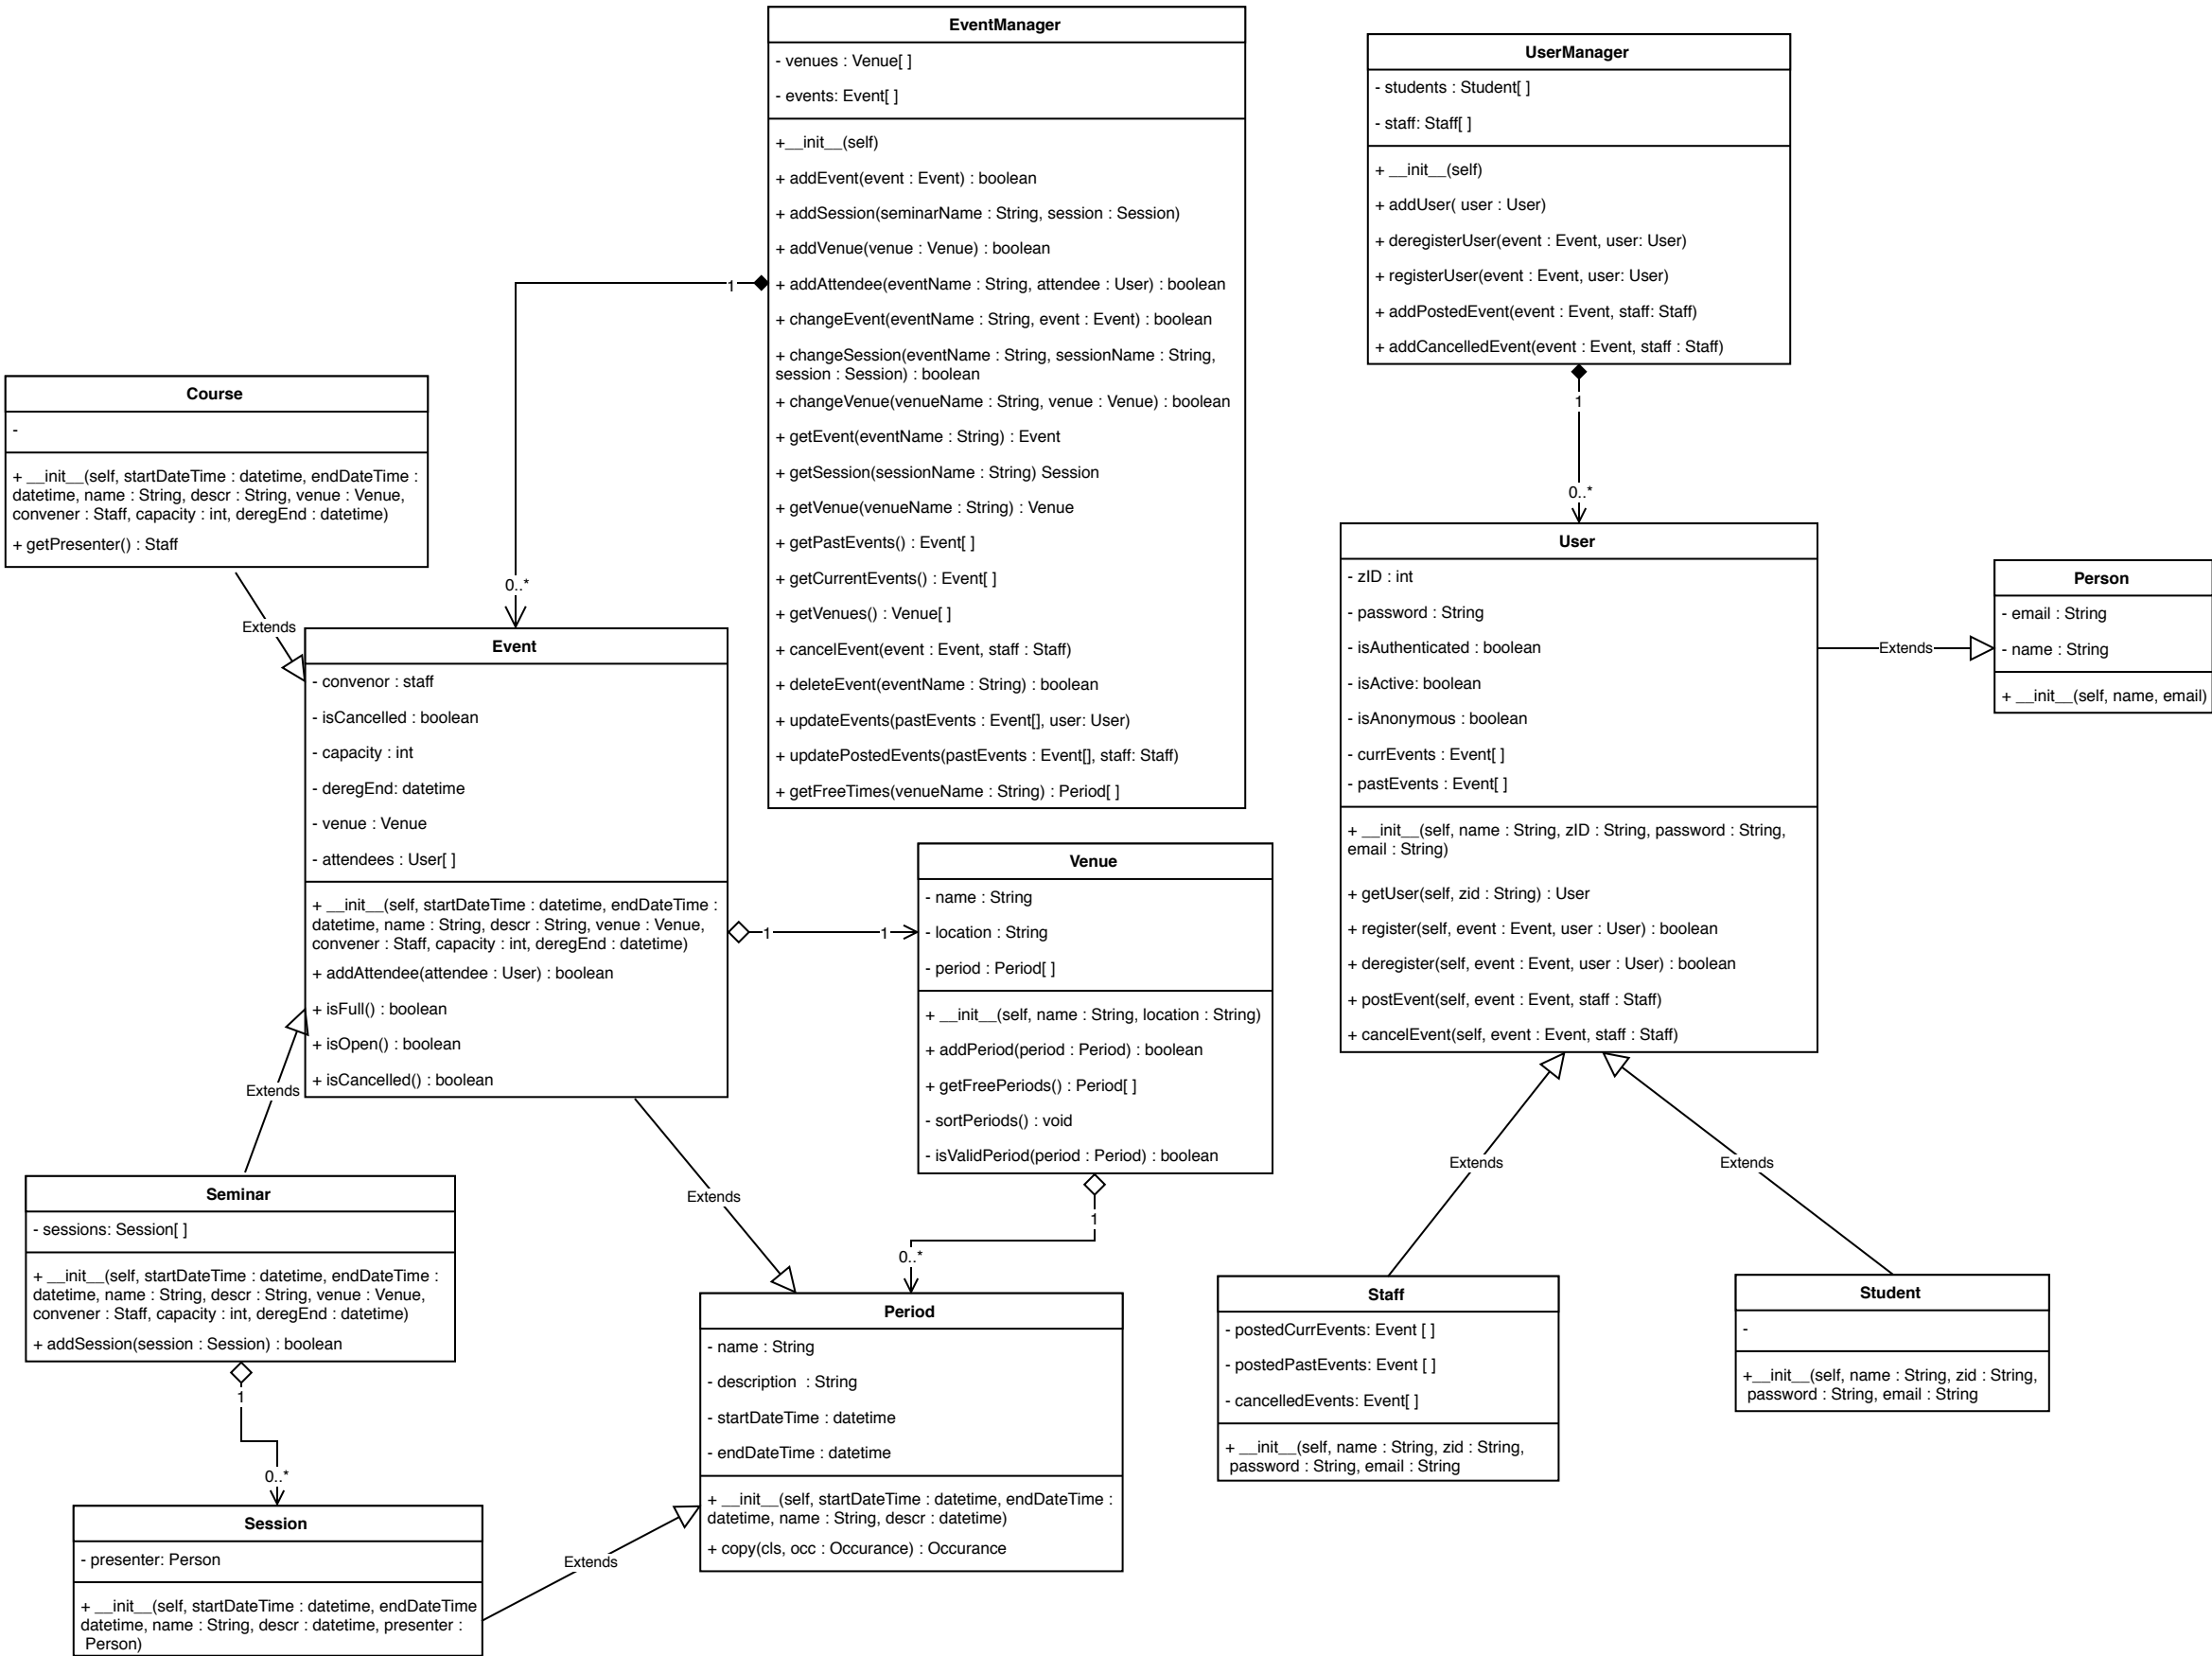 EventManager
- venues : Venue[ ]
- events: Event[ ]
+__init__(self)
+ addEvent(event : Event) : boolean
+ addSession(seminarName : String, session : Session)
+ addVenue(venue : Venue) : boolean
+ addAttendee(eventName : String, attendee : User) : boolean
+ changeEvent(eventName : String, event : Event) : boolean
+ changeSession(eventName : String, sessionName : String,
session : Session) : boolean
+ changeVenue(venueName : String, venue : Venue) : boolean
+ getEvent(eventName : String) : Event
+ getSession(sessionName : String) Session
+ getVenue(venueName : String) : Venue
+ getPastEvents() : Event[ ]
+ getCurrentEvents() : Event[ ]
+ getVenues() : Venue[ ]
+ cancelEvent(event : Event, staff : Staff)
+ deleteEvent(eventName : String) : boolean
+ updateEvents(pastEvents : Event[], user: User)
+ updatePostedEvents(pastEvents : Event[], staff: Staff)
+ getFreeTimes(venueName : String) : Period[ ]
UserManager
- students : Student[ ]
- staff: Staff[ ]
+ __init__(self)
+ addUser( user : User)
+ deregisterUser(event : Event, user: User)
+ registerUser(event : Event, user: User)
+ addPostedEvent(event : Event, staff: Staff)
+ addCancelledEvent(event : Event, staff : Staff)
1
0..*
1
0..*
Course
-
+ __init__(self, startDateTime : datetime, endDateTime :
datetime, name : String, descr : String, venue : Venue,
convener : Staff, capacity : int, deregEnd : datetime)
+ getPresenter() : Staff
Extends
Event
- convenor : staff
- isCancelled : boolean
- capacity : int
- deregEnd: datetime
- venue : Venue
- attendees : User[ ]
+ __init__(self, startDateTime : datetime, endDateTime :
datetime, name : String, descr : String, venue : Venue,
convener : Staff, capacity : int, deregEnd : datetime)
+ addAttendee(attendee : User) : boolean
+ isFull() : boolean
+ isOpen() : boolean
+ isCancelled() : boolean
1
1
Venue
- name : String
- location : String
- period : Period[ ]
+ __init__(self, name : String, location : String)
+ addPeriod(period : Period) : boolean
+ getFreePeriods() : Period[ ]
- sortPeriods() : void
- isValidPeriod(period : Period) : boolean
User
- zID : int
- password : String
- isAuthenticated : boolean
- isActive: boolean
- isAnonymous : boolean
- currEvents : Event[ ]
- pastEvents : Event[ ]
+ __init__(self, name : String, zID : String, password : String,
email : String)
+ getUser(self, zid : String) : User
+ register(self, event : Event, user : User) : boolean
+ deregister(self, event : Event, user : User) : boolean
+ postEvent(self, event : Event, staff : Staff)
+ cancelEvent(self, event : Event, staff : Staff)
Extends
Person
- email : String
- name : String
+ __init__(self, name, email)
Extends
Extends
Extends
Extends
1
0..*
Seminar
- sessions: Session[ ]
+ __init__(self, startDateTime : datetime, endDateTime :
datetime, name : String, descr : String, venue : Venue,
convener : Staff, capacity : int, deregEnd : datetime)
+ addSession(session : Session) : boolean
1
0..*
Period
- name : String
- description  : String
- startDateTime : datetime
- endDateTime : datetime
+ __init__(self, startDateTime : datetime, endDateTime :
datetime, name : String, descr : datetime)
+ copy(cls, occ : Occurance) : Occurance
Staff
- postedCurrEvents: Event [ ]
- postedPastEvents: Event [ ]
- cancelledEvents: Event[ ]
+ __init__(self, name : String, zid : String,
password : String, email : String
Student
-
+__init__(self, name : String, zid : String,
password : String, email : String
Session
- presenter: Person
+ __init__(self, startDateTime : datetime, endDateTime
datetime, name : String, descr : datetime, presenter :
Person)
Extends